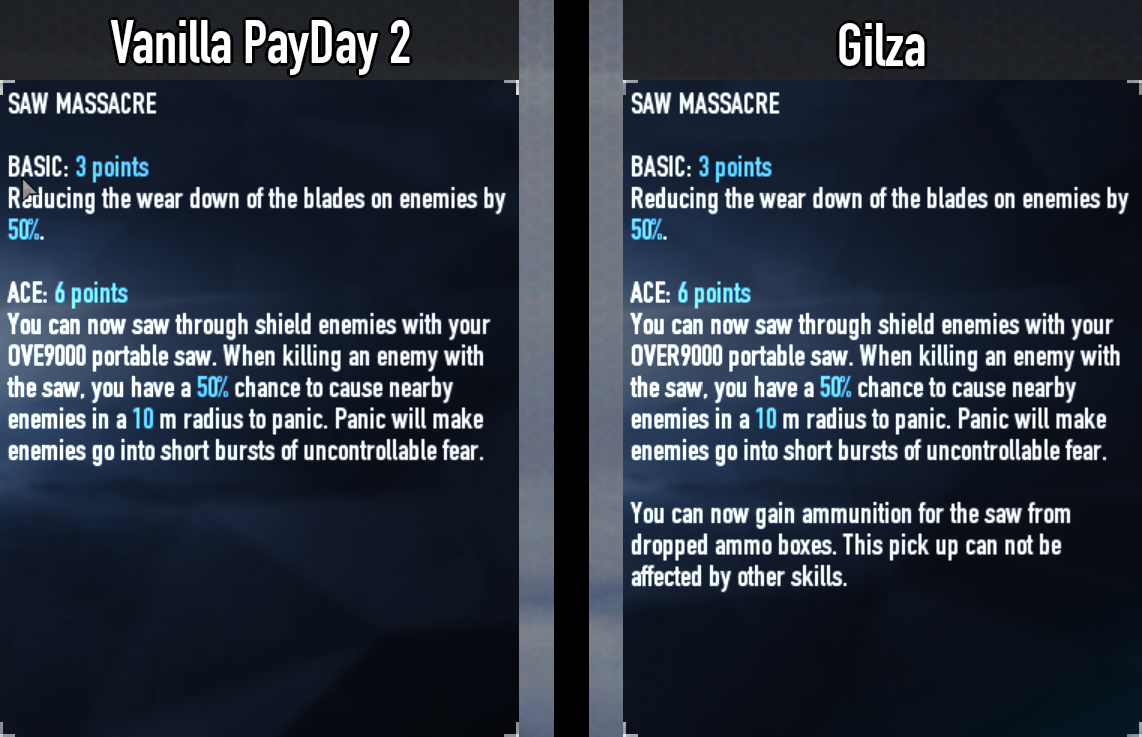 Vanilla PayDay 2
SAW MASSACRE
BASIC: 3 points
Reducing the wear down of the blades on enemies by
50%.
ACE: 6 points
You can now saw through shield enemies with your
OVE9000 portable saw. When killing an enemy with
the saw, you have a 50% chance to cause nearby
enemies in a 10 m radius to panic. Panic will make
enemies go into short bursts of uncontrollable fear.
Gilza
SAW MASSACRE
BASIC: 3 points
Reducing the wear down of the blades on enemies by
50%.
ACE: 6 points
You can now saw through shield enemies with your
OVER9000 portable saw. When killing an enemy with
the saw, you have a 50% chance to cause nearby
enemies in a 10 m radius to panic. Panic will make
enemies go into short bursts of uncontrollable fear.
You can now gain ammunition for the saw from
dropped ammo boxes. This pick up can not be
affected by other skills.